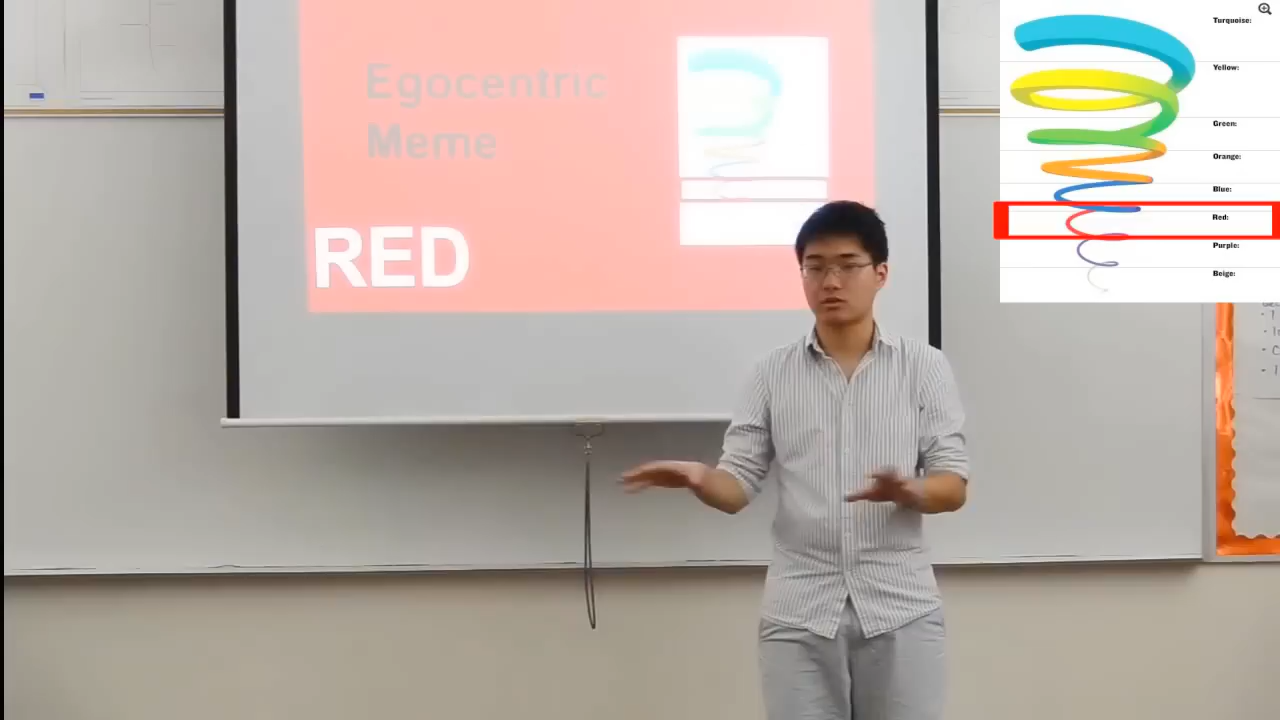 Egocentric
Meme
RED
Turquoise:
Yellow:
Green:
Orange:
Blue:
Red:
Purple:
Beige: